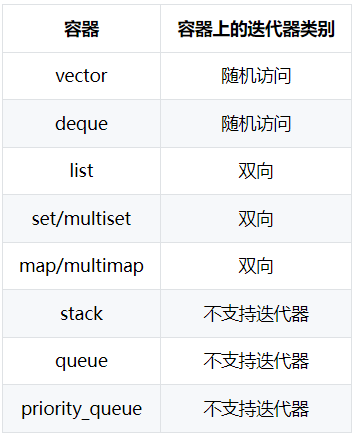 容器 容器上的迭代器类别
vector 随机访问
deque 随机访问
list 双向
set/multiset 双向
map/multimap 双向
stack 不支持迭代器
queue 不支持迭代器
priority_queue 不支持迭代器